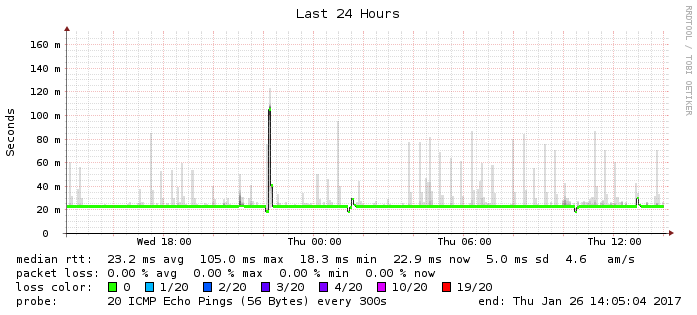 Last 24 Hours
RRDTOOL / TOBI OETIKER
Seconds
160 m
140 m
120 m
100 m
80 m
60 m
40 m
20 m
0
Wed 18:00 Thu 00:00 Thu 06:00 Thu 12:00
median rtt: 23.2 ms avg 105.0 ms max 18.3 ms min 22.9 ms now 5.0 ms sd 4.6 am/s
packet loss: 0.00 % avg 0.00 % max 0.00 % min 0.00 % now
loss color: 0 1/20 2/20 3/20 4/20 10/20 19/20
probe: 20 ICMP Echo Pings (56 Bytes) every 300s end: Thu Jan 26 14:05:04 2017